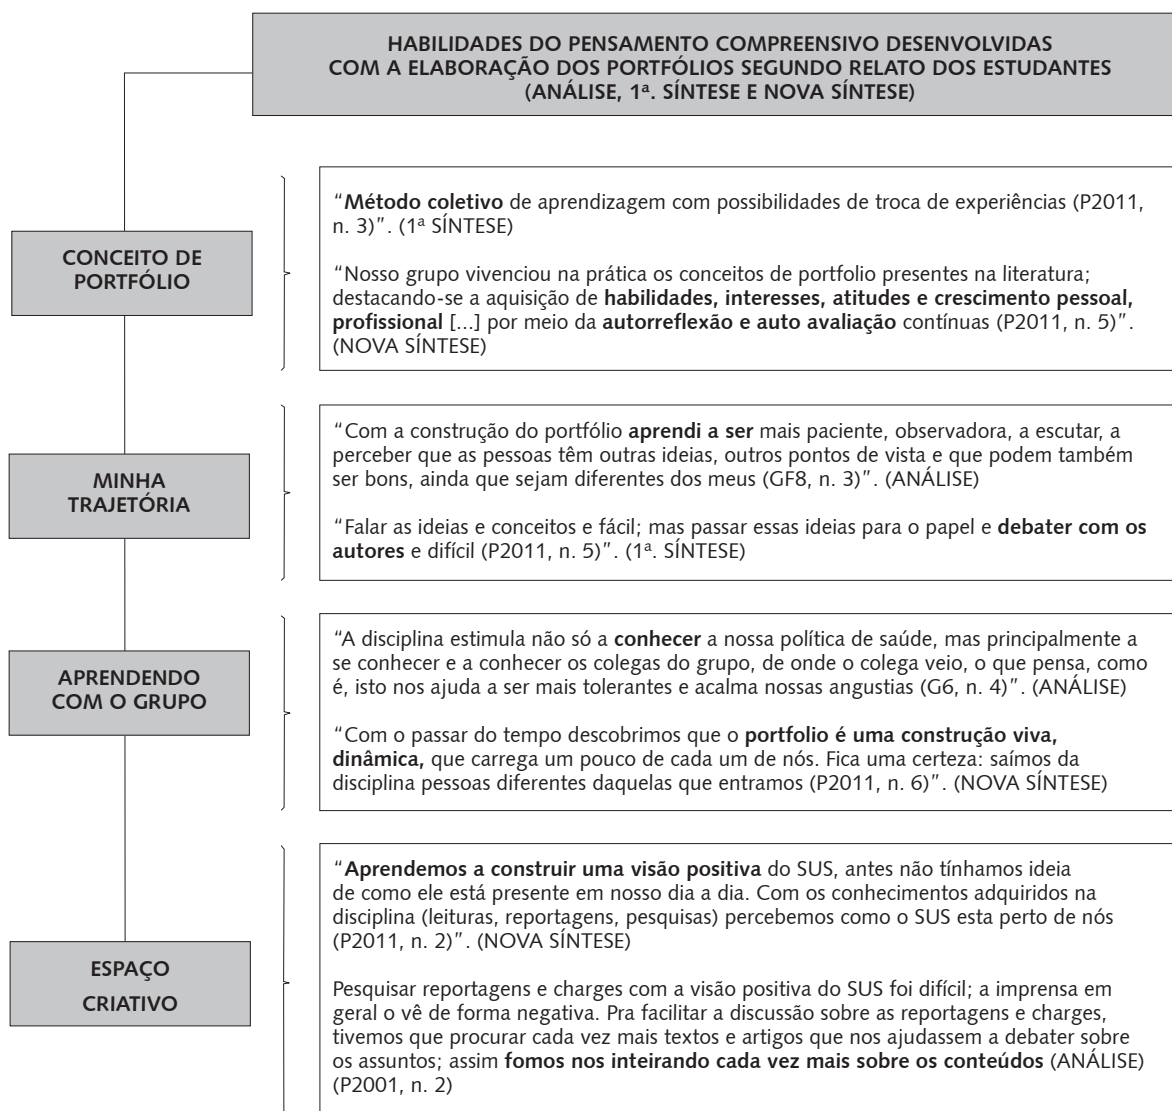 HABILIDADES DO PENSAMENTO COMPREENSIVO DESENVOLVIDAS
COM A ELABORAÇÃO DOS PORTFÓLIOS SEGUNDO RELATO DOS ESTUDANTES
(ANÁLISE, 1ª. SÍNTESE E NOVA SÍNTESE)
CONCEITO DE
PORTFÓLIO
“Método coletivo de aprendizagem com possibilidades de troca de experiências (P2011,
n. 3)”. (1ª SÍNTESE)
“Nosso grupo vivenciou na prática os conceitos de portfolio presentes na literatura;
destacando-se a aquisição de habilidades, interesses, atitudes e crescimento pessoal,
profissional [...] por meio da autorreflexão e auto avaliação contínuas (P2011, n. 5)”.
(NOVA SÍNTESE)
MINHA
TRAJETÓRIA
“Com a construção do portfólio aprendi a ser mais paciente, observadora, a escutar, a
perceber que as pessoas têm outras ideias, outros pontos de vista e que podem também
ser bons, ainda que sejam diferentes dos meus (GF8, n. 3)”. (ANÁLISE)
“Falar as ideias e conceitos e fácil; mas passar essas ideias para o papel e debater com os
autores e difícil (P2011, n. 5)”. (1ª. SÍNTESE)
APRENDENDO
COM O GRUPO
“A disciplina estimula não só a conhecer a nossa política de saúde, mas principalmente a
se conhecer e a conhecer os colegas do grupo, de onde o colega veio, o que pensa, como
é, isto nos ajuda a ser mais tolerantes e acalma nossas angustias (G6, n. 4)”. (ANÁLISE)
“Com o passar do tempo descobrimos que o portfolio é uma construção viva,
dinâmica, que carrega um pouco de cada um de nós. Fica uma certeza: saímos da
disciplina pessoas diferentes daquelas que entramos (P2011, n. 6)”. (NOVA SÍNTESE)
ESPAÇO
CRIATIVO
“Aprendemos a construir uma visão positiva do SUS, antes não tínhamos ideia
de como ele está presente em nosso dia a dia. Com os conhecimentos adquiridos na
disciplina (leituras, reportagens, pesquisas) percebemos como o SUS esta perto de nós
(P2011, n. 2)”. (NOVA SÍNTESE)
Pesquisar reportagens e charges com a visão positiva do SUS foi difícil; a imprensa em
geral o vê de forma negativa. Pra facilitar a discussão sobre as reportagens e charges,
tivemos que procurar cada vez mais textos e artigos que nos ajudassem a debater sobre
os assuntos; assim fomos nos inteirando cada vez mais sobre os conteúdos (ANÁLISE)
(P2001, n. 2)